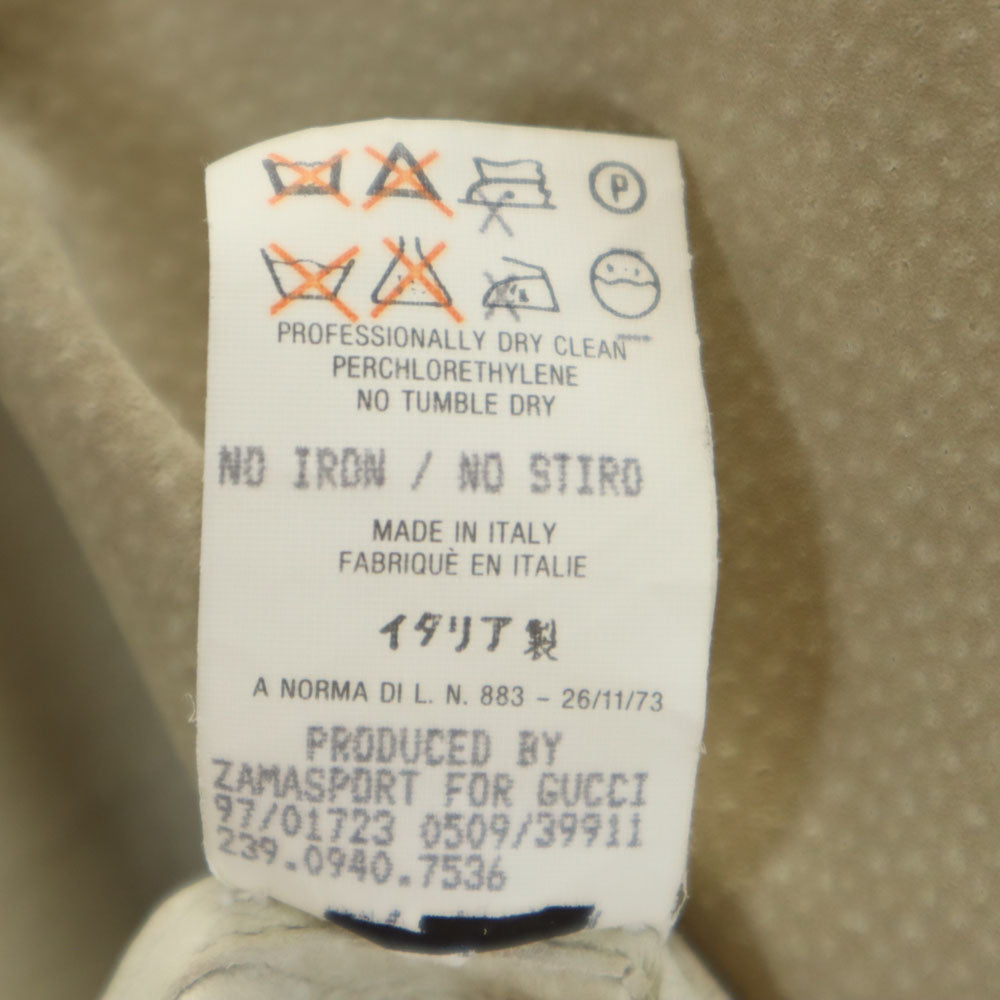 P
PROFESSIONALLY DRY CLEAN
PERCHLORETHYLENE
NO TUMBLE DRY
NO IRON / NO STIRO
MADE IN ITALY
FABRIQUÈ EN ITALIE
イタリア製
A NORMA DI L. N. 883 - 26/11/73
PRODUCED BY
ZAMASPORT FOR GUCCI
97/01723 0509/39911
239.0940.7536